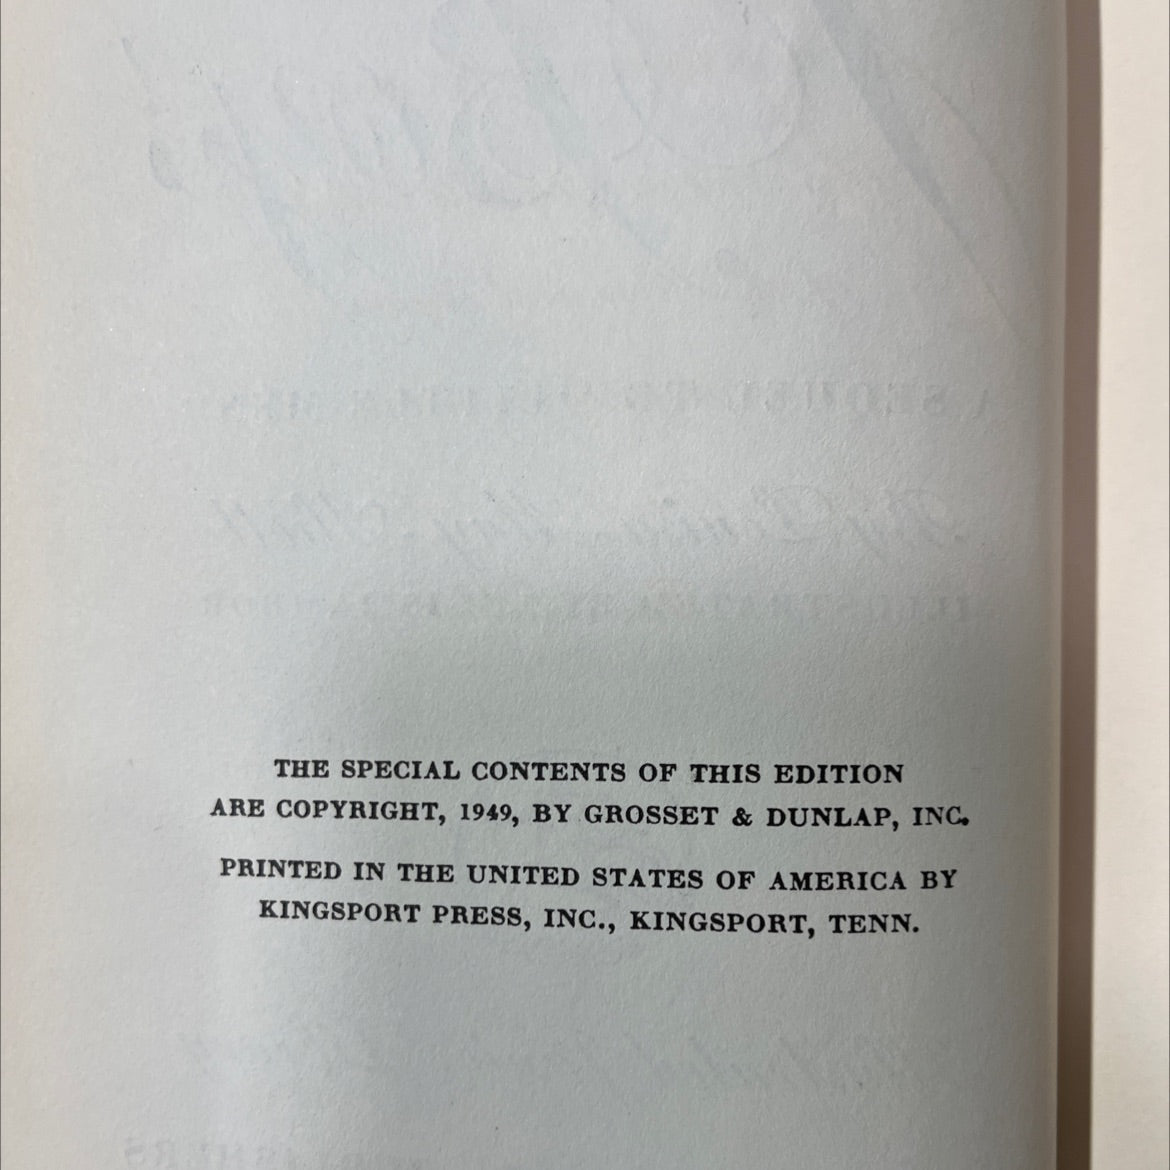 THE SPECIAL CONTENTS OF THIS EDITION
ARE COPYRIGHT, 1949, BY GROSSET & DUNLAP, INC.
PRINTED IN THE UNITED STATES OF AMERICA BY
KINGSPORT PRESS, INC., KINGSPORT, TENN.